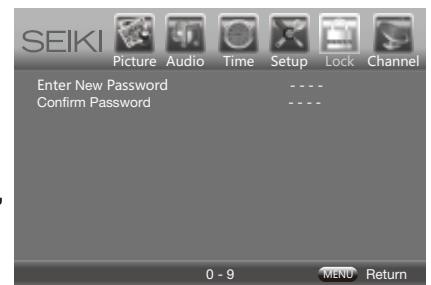 SEIKI
Picture Audio Time Setup Lock Channel
Enter New Password - - - -
Confirm Password - - - -
0 - 9 MENU Return